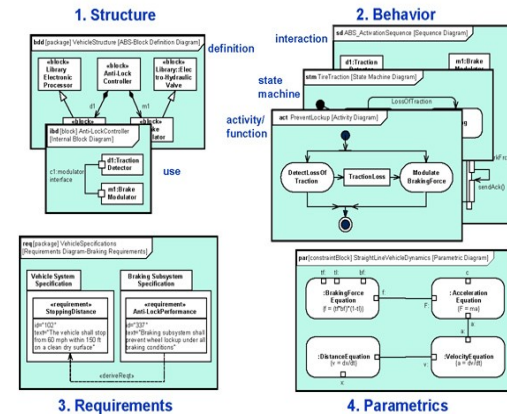 1. Structure
bdd [package] VehicleStructure [ABS-Block Definition Diagram]
definition
«block»
Library
Electronic
Processor
«block»
Anti-Lock
Controller
«block»
Library::Elec
tro-Hydraulic
Valve
d1
m1
«block»
ibd [block] Anti-LockController
[Internal Block Diagram]
d1:Traction
Detector
c1:modulator
interface
m1:Brake
Modulator
use
2. Behavior
interaction
sd ABS_ActivationSequence [Sequence Diagram]
d1:Traction
Detector
m1:Brake
Modulator
state
machine
stm TireTraction [State Machine Diagram]
LossOfTraction
activity/
function
act PreventLockup [Activity Diagram]
DetectLossOf
Traction
TractionLoss
Modulate
BrakingForce
sendAck()
req [package] VehicleSpecifications
[Requirements Diagram-Braking Requirements]
Vehicle System
Specification
Braking Subsystem
Specification
«requirement»
StoppingDistance
id="102"
text="The vehicle shall stop
from 60 mph within 150 ft
on a clean dry surface"
«requirement»
Anti-LockPerformance
id="337"
text="Braking subsystem shall
prevent wheel lockup under all
braking conditions"
«deriveReqt»
3. Requirements
par [constraintBlock] StraightLineVehicleDynamics [Parametric Diagram]
tf:
tl:
bf:
c
:BrakingForce
Equation
{f = (tf*bf)*(1-tl)}
f
F
:Acceleration
Equation
{F = ma}
a
a
:DistanceEquation
{v = dx/dt}
v
v
:VelocityEquation
{a = dv/dt}
x
4. Parametrics